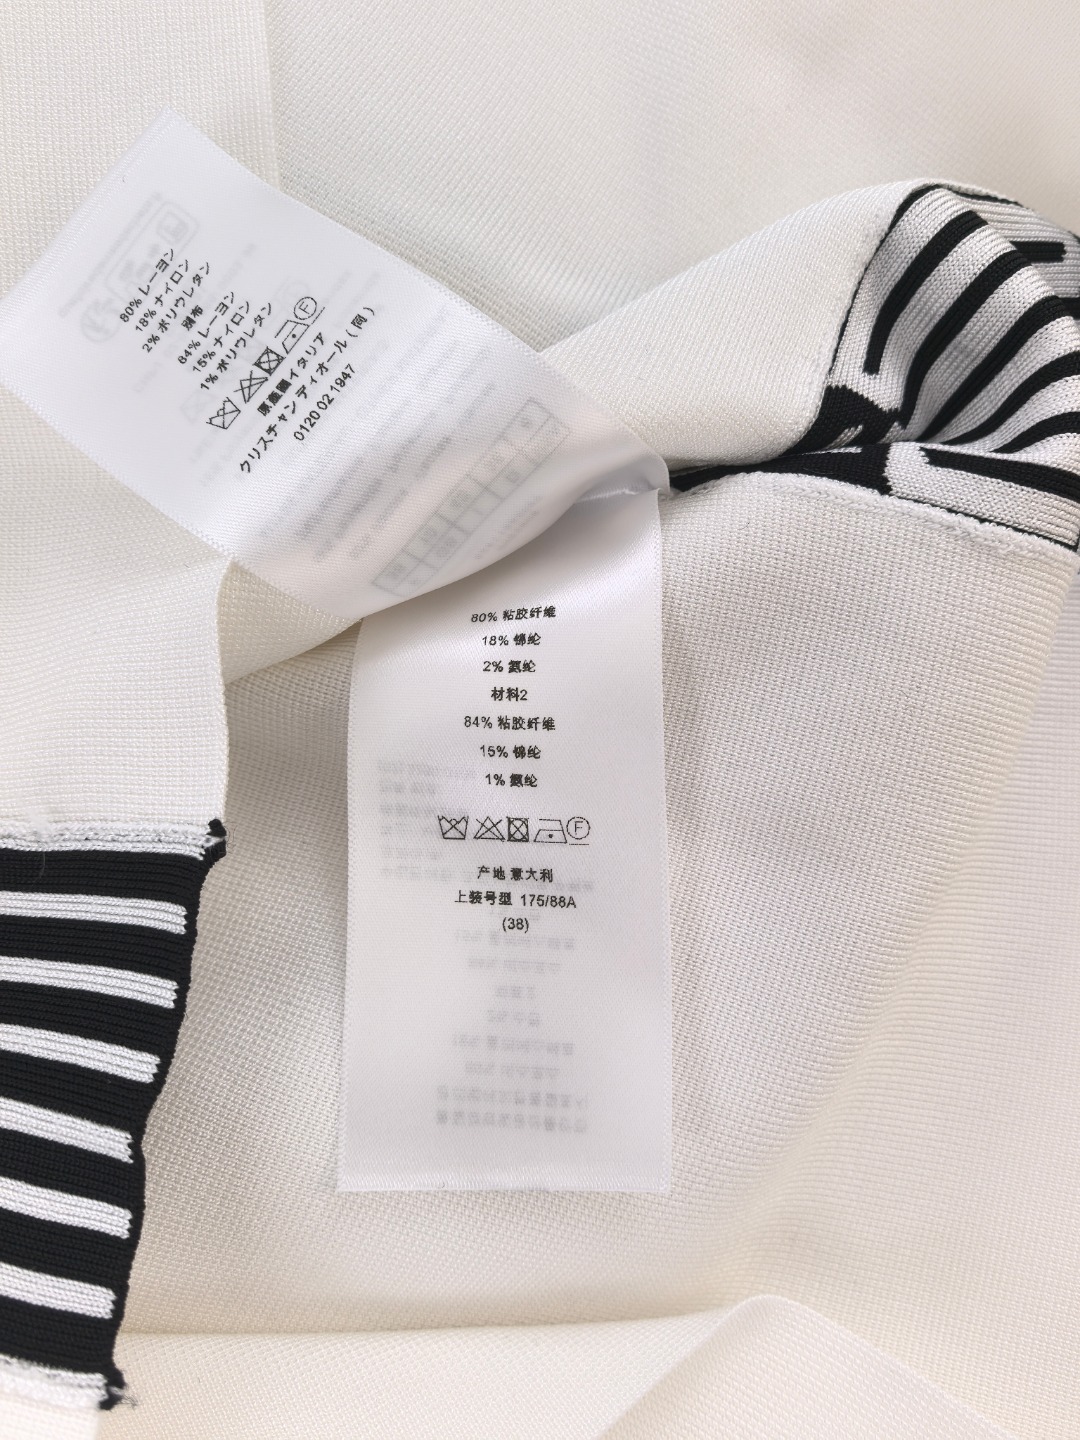 80% レーヨン
18% ナイロン
2% ポリウレタン
別布
84% レーヨン
15% ナイロン
1% ポリウレタン
F
原産国イタリア
クリスチャン ディオール(同)
0120 02 1947
80% 粘胶纤维
18% 锦纶
2% 氨纶
材料2
84% 粘胶纤维
15% 锦纶
1% 氨纶
F
产地 意大利
上装号型 175/88A
(38)